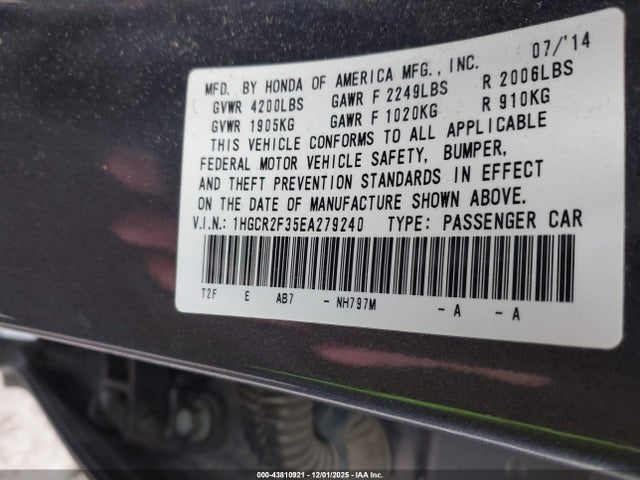 07/'14
MFD. BY HONDA OF AMERICA MFG., INC.
GVWR 4200LBS GAWR F 2249LBS R 2006LBS
GVWR 1905KG GAWR F 1020KG R 910KG
THIS VEHICLE CONFORMS TO ALL APPLICABLE
FEDERAL MOTOR VEHICLE SAFETY, BUMPER,
AND THEFT PREVENTION STANDARDS IN EFFECT
ON THE DATE OF MANUFACTURE SHOWN ABOVE.
V.I.N.: 1HGCR2F35EA279240 TYPE: PASSENGER CAR
T2F E AB7 - NH797M - A - A
000-43810921 - 12/01/2025 - IAA Inc.